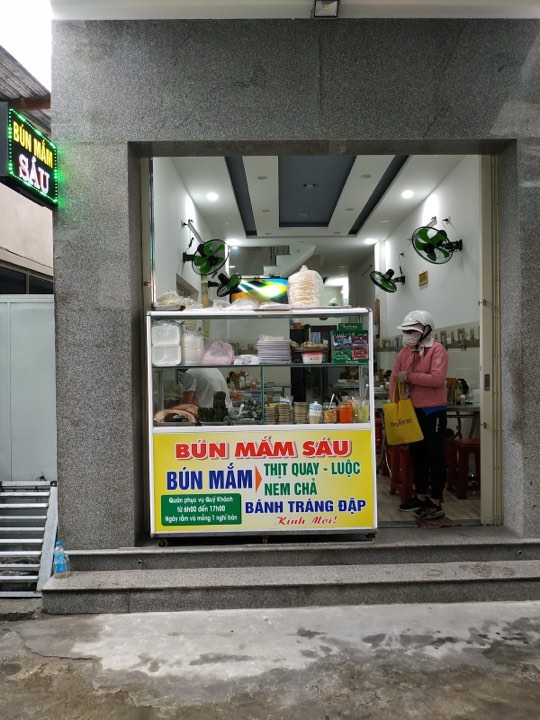 BÚN MẮM
SÁU
BÚN MẮM SÁU
BÚN MẮM THỊT QUAY - LUỘC
NEM CHẢ
Quán phục vụ Quý Khách
từ 6h00 đến 17h00
Ngày rằm và mồng 1 nghỉ bán
BÁNH TRÁNG ĐẬP
Kính Mời!